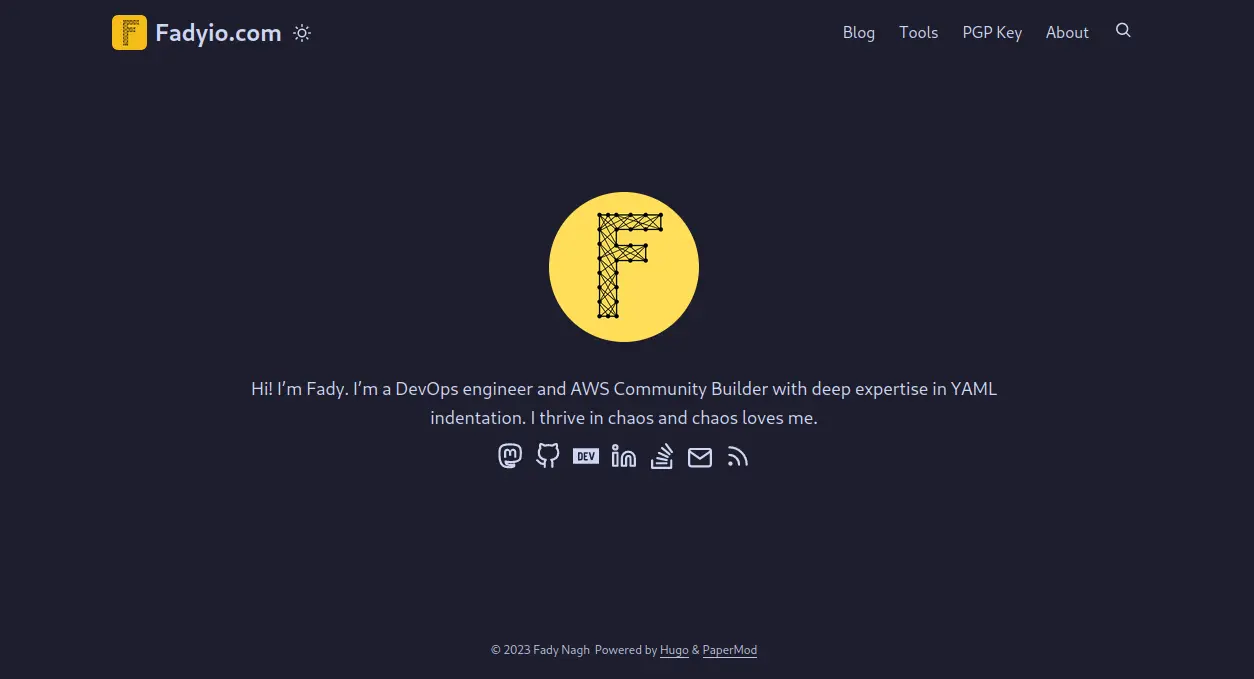 Fadyio.com
Blog Tools PGP Key About
F
Hi! I’m Fady. I’m a DevOps engineer and AWS Community Builder with deep expertise in YAML
indentation. I thrive in chaos and chaos loves me.
DEV in
© 2023 Fady Nagh Powered by Hugo & PaperMod